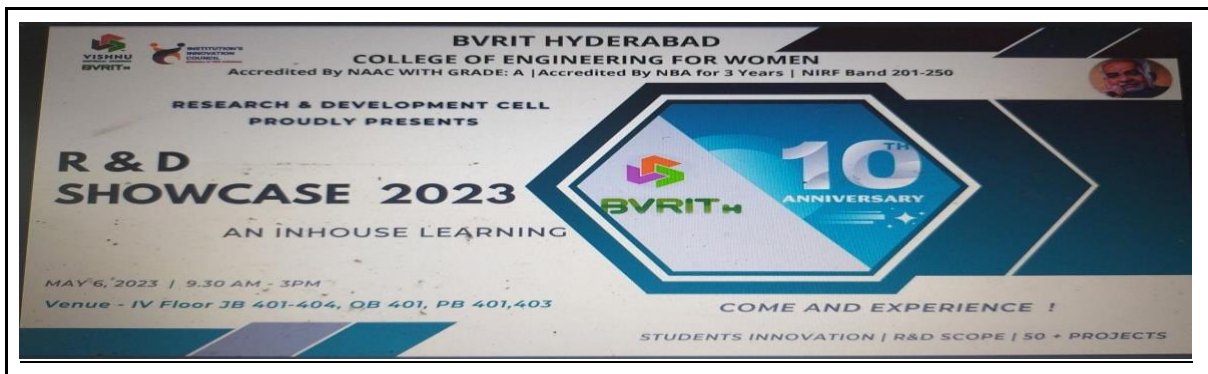 VISHNU
BVRITH
INSTITUTION'S
INNOVATION
COUNCIL
BVRIT HYDERABAD
COLLEGE OF ENGINEERING FOR WOMEN
Accredited By NAAC WITH GRADE: A |Accredited By NBA for 3 Years | NIRF Band 201-250
RESEARCH & DEVELOPMENT CELL
PROUDLY PRESENTS
R & D
SHOWCASE 2023
AN INHOUSE LEARNING
BVRITH
10TH
ANNIVERSARY
MAY 6, 2023 | 9.30 AM - 3PM
Venue - IV Floor JB 401-404, OB 401, PB 401,403
COME AND EXPERIENCE !
STUDENTS INNOVATION | R&D SCOPE | 50 + PROJECTS